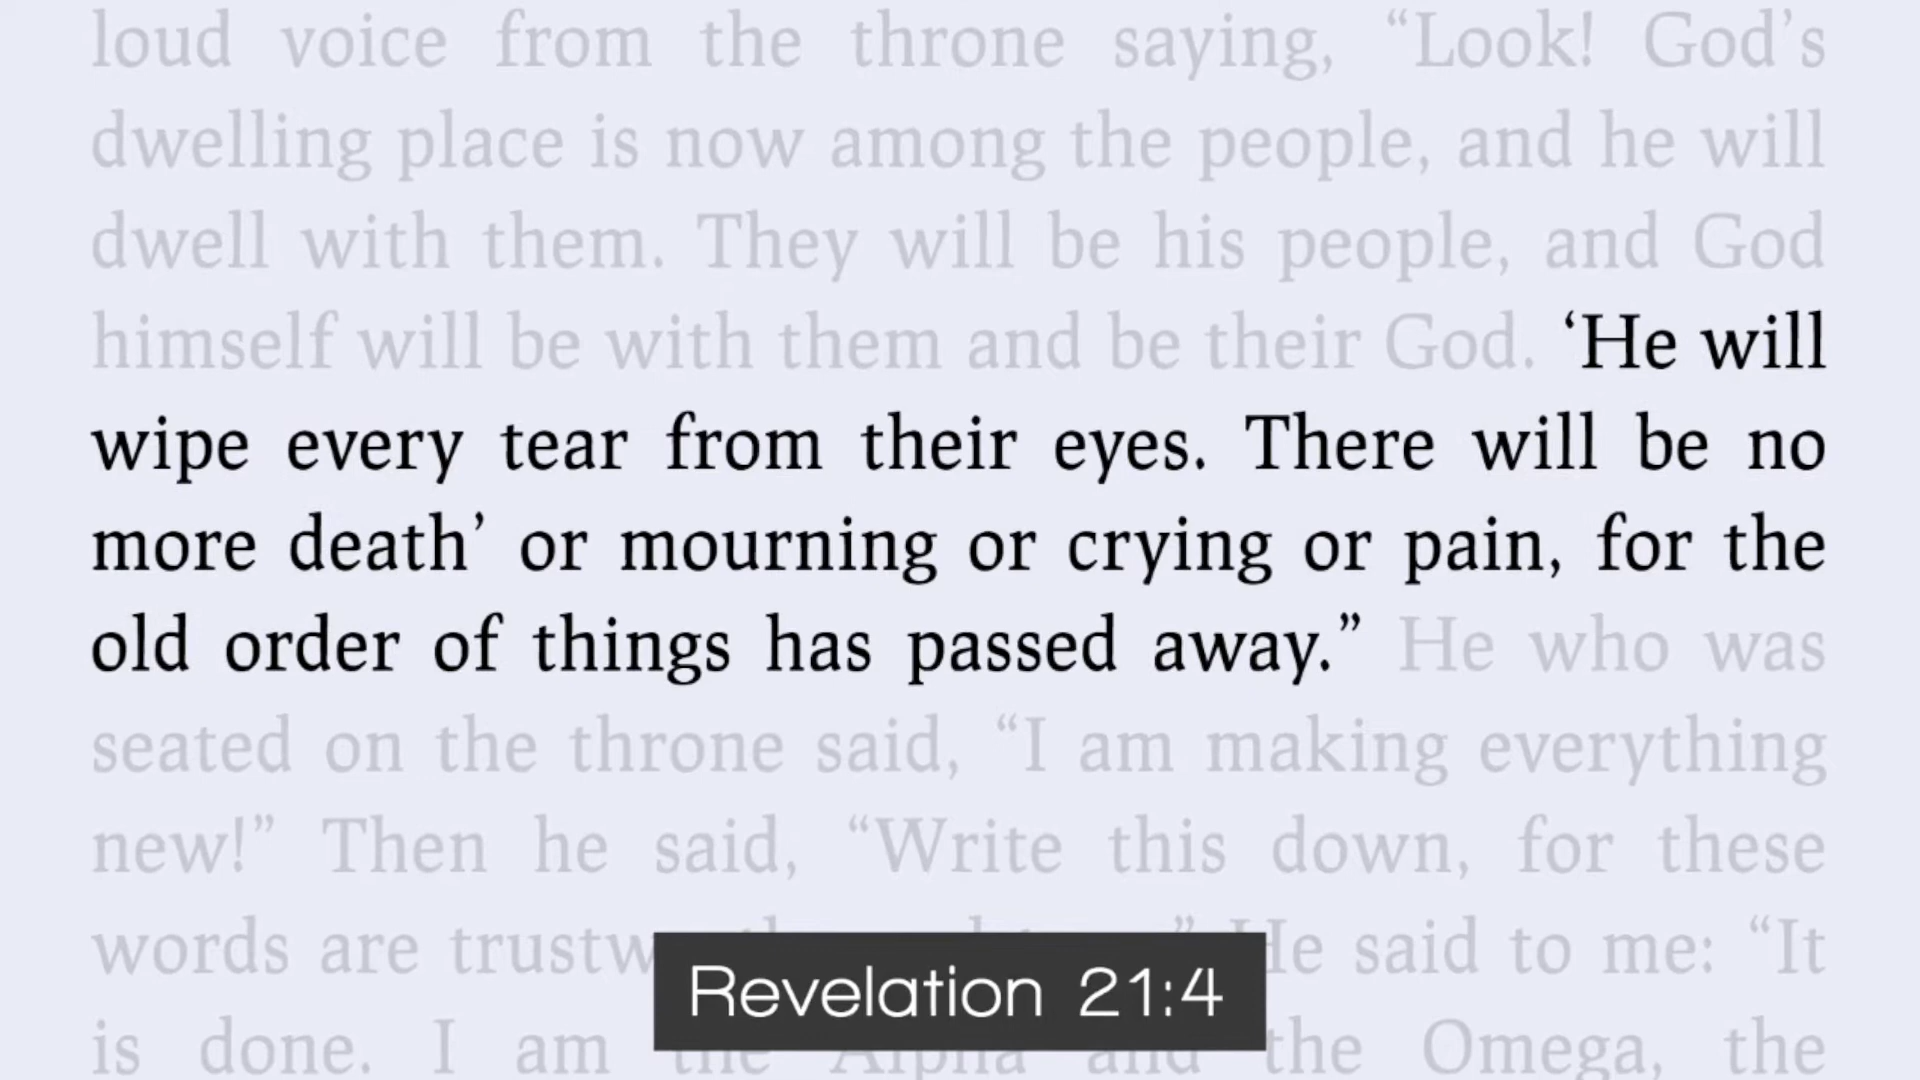 loud voice from the throne saying, “Look! God’s
dwelling place is now among the people, and he will
dwell with them. They will be his people, and God
himself will be with them and be their God. ‘He will
wipe every tear from their eyes. There will be no
more death’ or mourning or crying or pain, for the
old order of things has passed away.” He who was
seated on the throne said, “I am making everything
new!” Then he said, “Write this down, for these
words are He said to me: “It
is done. I am the Alpha and the Omega, the
Revelation 21:4